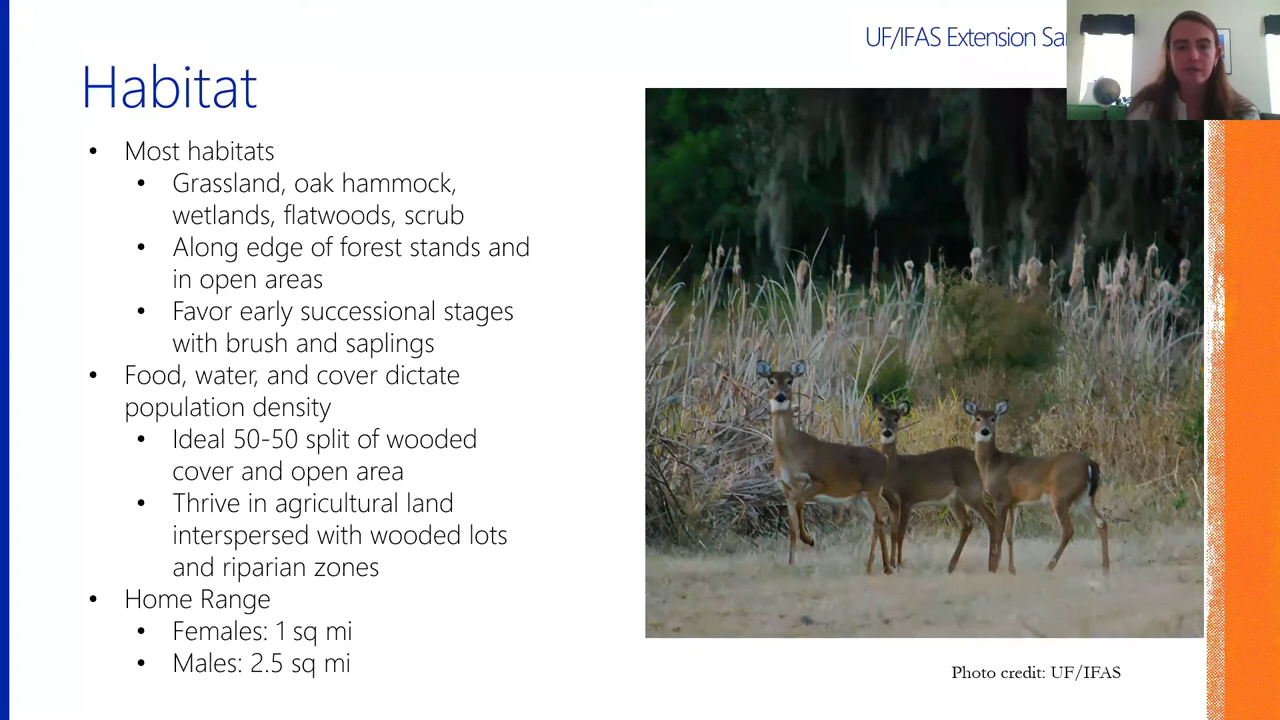 UF/IFAS Extension
Habitat
• Most habitats
• Grassland, oak hammock,
wetlands, flatwoods, scrub
• Along edge of forest stands and
in open areas
• Favor early successional stages
with brush and saplings
• Food, water, and cover dictate
population density
• Ideal 50-50 split of wooded
cover and open area
• Thrive in agricultural land
interspersed with wooded lots
and riparian zones
• Home Range
• Females: 1 sq mi
• Males: 2.5 sq mi
Photo credit: UF/IFAS